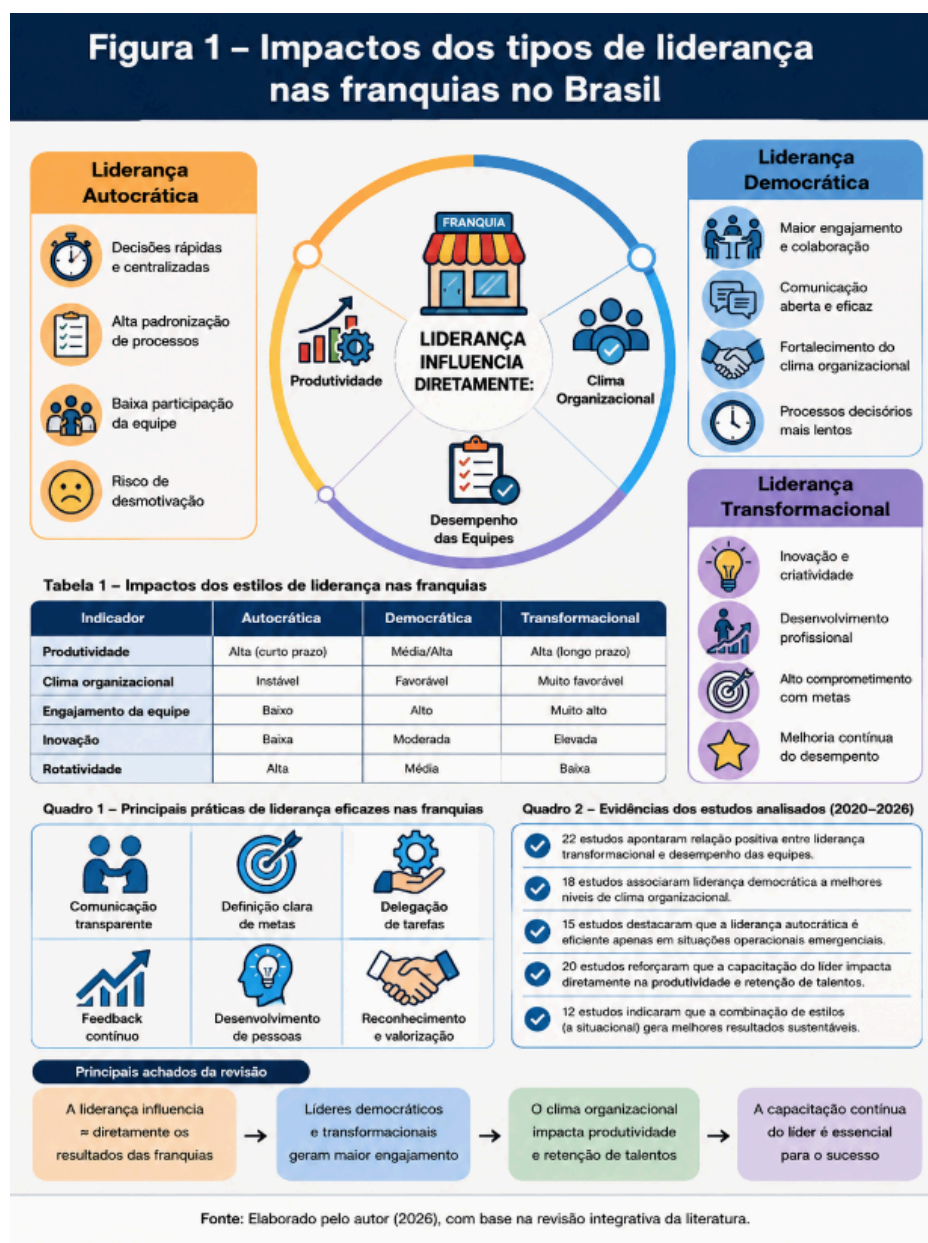 Figura 1 – Impactos dos tipos de liderança
nas franquias no Brasil
Liderança
Autocrática
Decisões rápidas
e centralizadas
Alta padronização
de processos
Baixa participação
da equipe
Risco de
desmotivação
FRANQUIA
LIDERANÇA
INFLUENCIA
DIRETAMENTE:
Produtividade
Clima
Organizacional
Desempenho
das Equipes
Liderança
Democrática
Maior engajamento
e colaboração
Comunicação
aberta e eficaz
Fortalecimento do
clima organizacional
Processos decisórios
mais lentos
Liderança
Transformacional
Inovação e
criatividade
Desenvolvimento
profissional
Alto comprometimento
com metas
Melhoria contínua
do desempenho
Tabela 1 – Impactos dos estilos de liderança nas franquias
Indicador Autocrática Democrática Transformacional
Produtividade Alta (curto prazo) Média/Alta Alta (longo prazo)
Clima organizacional Instável Favorável Muito favorável
Engajamento da equipe Baixo Alto Muito alto
Inovação Baixa Moderada Elevada
Rotatividade Alta Média Baixa
Quadro 1 – Principais práticas de liderança eficazes nas franquias
Comunicação
transparente
Definição clara
de metas
Delegação
de tarefas
Feedback
contínuo
Desenvolvimento
de pessoas
Reconhecimento
e valorização
Quadro 2 – Evidências dos estudos analisados (2020–2026)
22 estudos apontaram relação positiva entre liderança
transformacional e desempenho das equipes.
18 estudos associaram liderança democrática a melhores
níveis de clima organizacional.
15 estudos destacaram que a liderança autocrática é
eficiente apenas em situações operacionais emergenciais.
20 estudos reforçaram que a capacitação do líder impacta
diretamente na produtividade e retenção de talentos.
12 estudos indicaram que a combinação de estilos
(a situacional) gera melhores resultados sustentáveis.
Principais achados da revisão
A liderança influencia
= diretamente os
resultados das franquias
→
Líderes democráticos
e transformacionais
geram maior engajamento
→
O clima organizacional
impacta produtividade
e retenção de talentos
→
A capacitação contínua
do líder é essencial
para o sucesso
Fonte: Elaborado pelo autor (2026), com base na revisão integrativa da literatura.